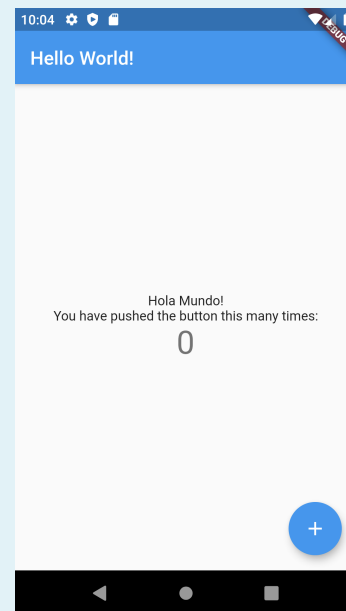 10:04
DEBUG
Hello World!
Hola Mundo!
You have pushed the button this many times:
0
+